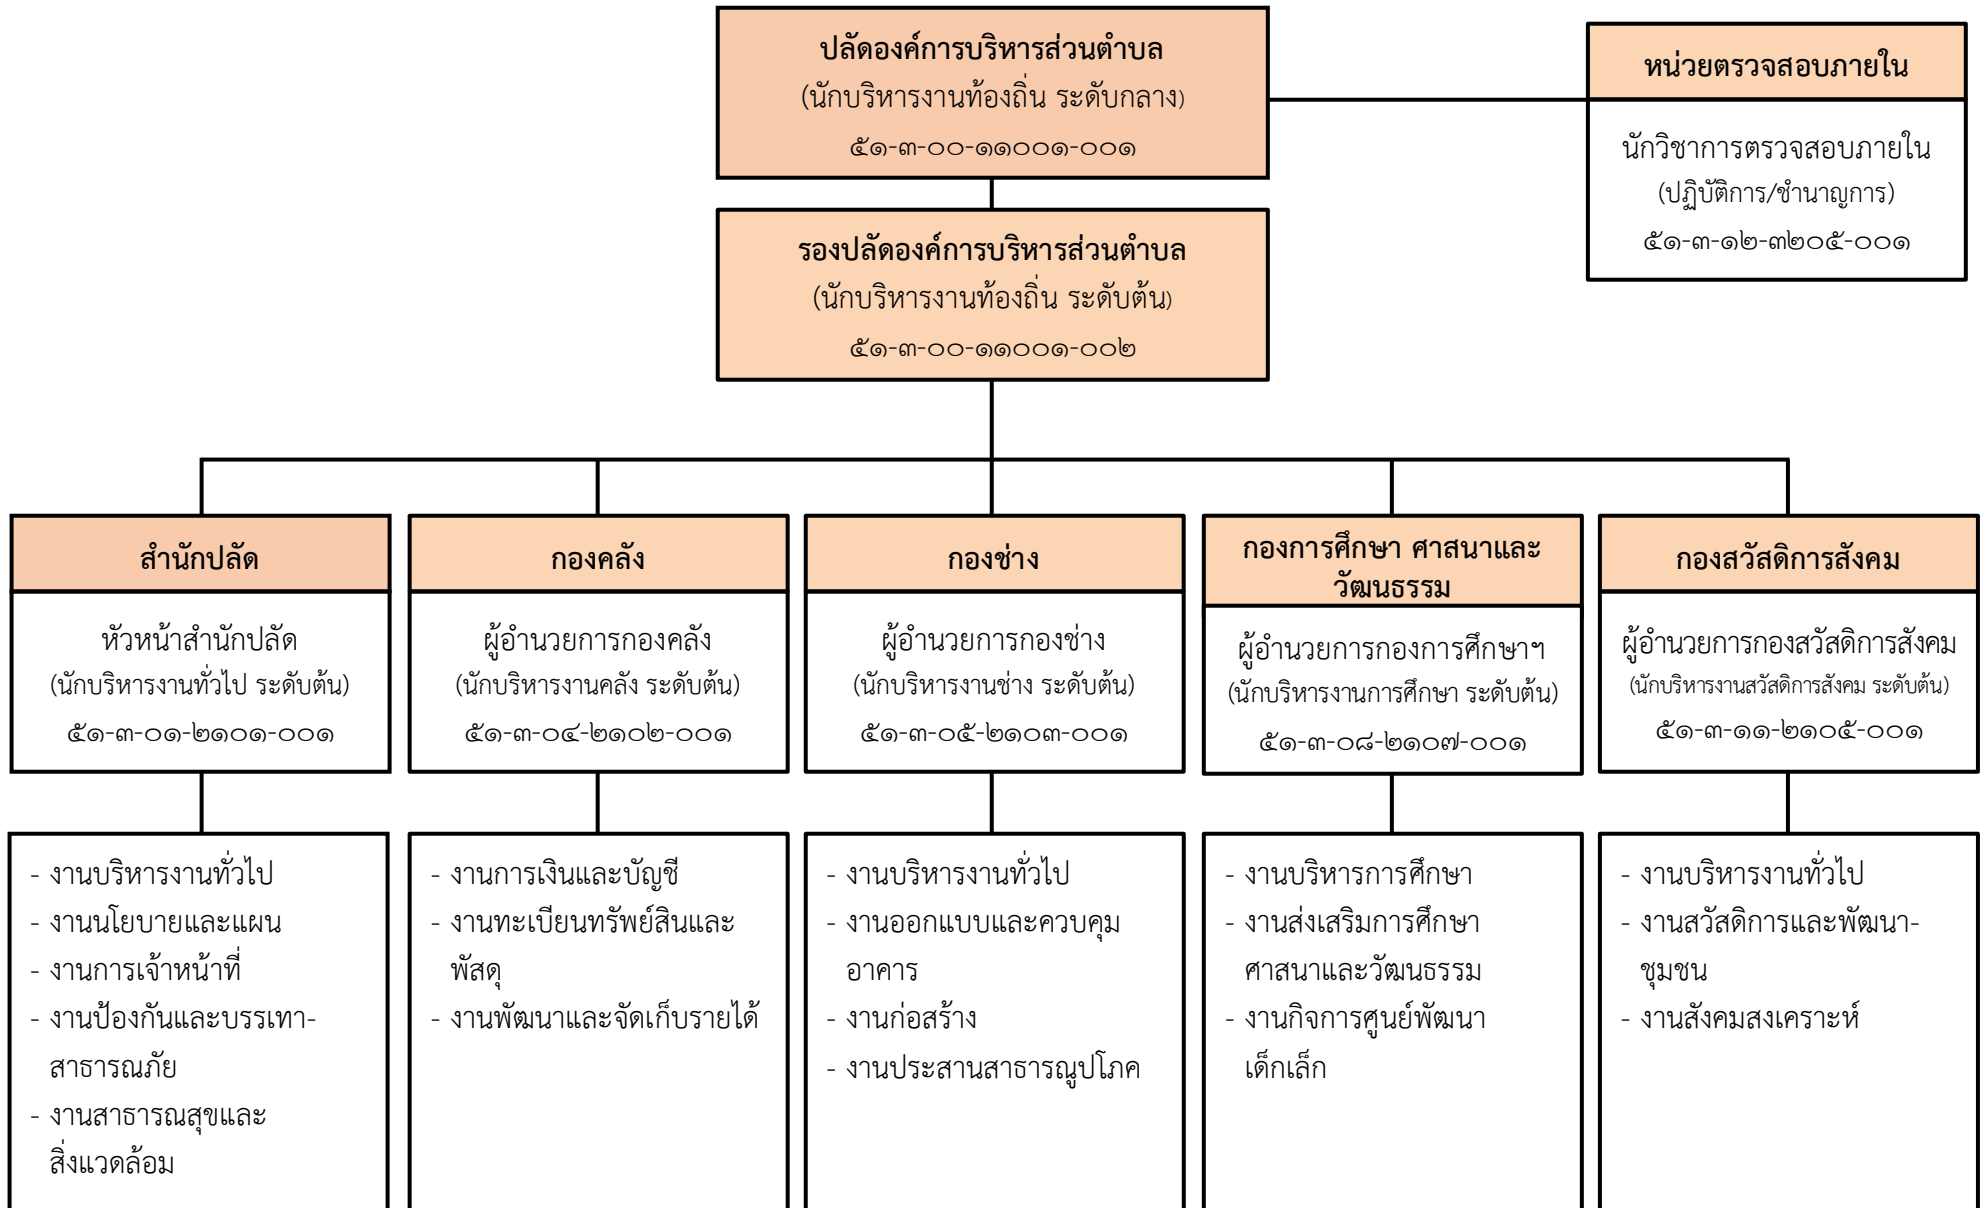 ปลัดองค์การบริหารส่วนตำบล
(นักบริหารงานท้องถิ่น ระดับกลาง)
๕๑-๓-๐๐-๑๑๐๐๑-๐๐๑
หน่วยตรวจสอบภายใน
นักวิชาการตรวจสอบภายใน
(ปฏิบัติการ/ชำนาญการ)
๕๑-๓-๑๒-๓๒๐๕-๐๐๑
รองปลัดองค์การบริหารส่วนตำบล
(นักบริหารงานท้องถิ่น ระดับต้น)
๕๑-๓-๐๐-๑๑๐๐๑-๐๐๒
สำนักปลัด
หัวหน้าสำนักปลัด
(นักบริหารงานทั่วไป ระดับต้น)
๕๑-๓-๐๑-๒๑๐๑-๐๐๑
- งานบริหารงานทั่วไป
- งานนโยบายและแผน
- งานการเจ้าหน้าที่
- งานป้องกันและบรรเทา-
สาธารณภัย
- งานสาธารณสุขและ
สิ่งแวดล้อม
กองคลัง
ผู้อำนวยการกองคลัง
(นักบริหารงานคลัง ระดับต้น)
๕๑-๓-๐๔-๒๑๐๒-๐๐๑
- งานการเงินและบัญชี
- งานทะเบียนทรัพย์สินและ
พัสดุ
- งานพัฒนาและจัดเก็บรายได้
กองช่าง
ผู้อำนวยการกองช่าง
(นักบริหารงานช่าง ระดับต้น)
๕๑-๓-๐๕-๒๑๐๓-๐๐๑
- งานบริหารงานทั่วไป
- งานออกแบบและควบคุม
อาคาร
- งานก่อสร้าง
- งานประสานสาธารณูปโภค
กองการศึกษา ศาสนาและ
วัฒนธรรม
ผู้อำนวยการกองการศึกษาฯ
(นักบริหารงานการศึกษา ระดับต้น)
๕๑-๓-๐๘-๒๑๐๗-๐๐๑
- งานบริหารการศึกษา
- งานส่งเสริมการศึกษา
ศาสนาและวัฒนธรรม
- งานกิจการศูนย์พัฒนา
เด็กเล็ก
กองสวัสดิการสังคม
ผู้อำนวยการกองสวัสดิการสังคม
(นักบริหารงานสวัสดิการสังคม ระดับต้น)
๕๑-๓-๑๑-๒๑๐๕-๐๐๑
- งานบริหารงานทั่วไป
- งานสวัสดิการและพัฒนา-
ชุมชน
- งานสังคมสงเคราะห์